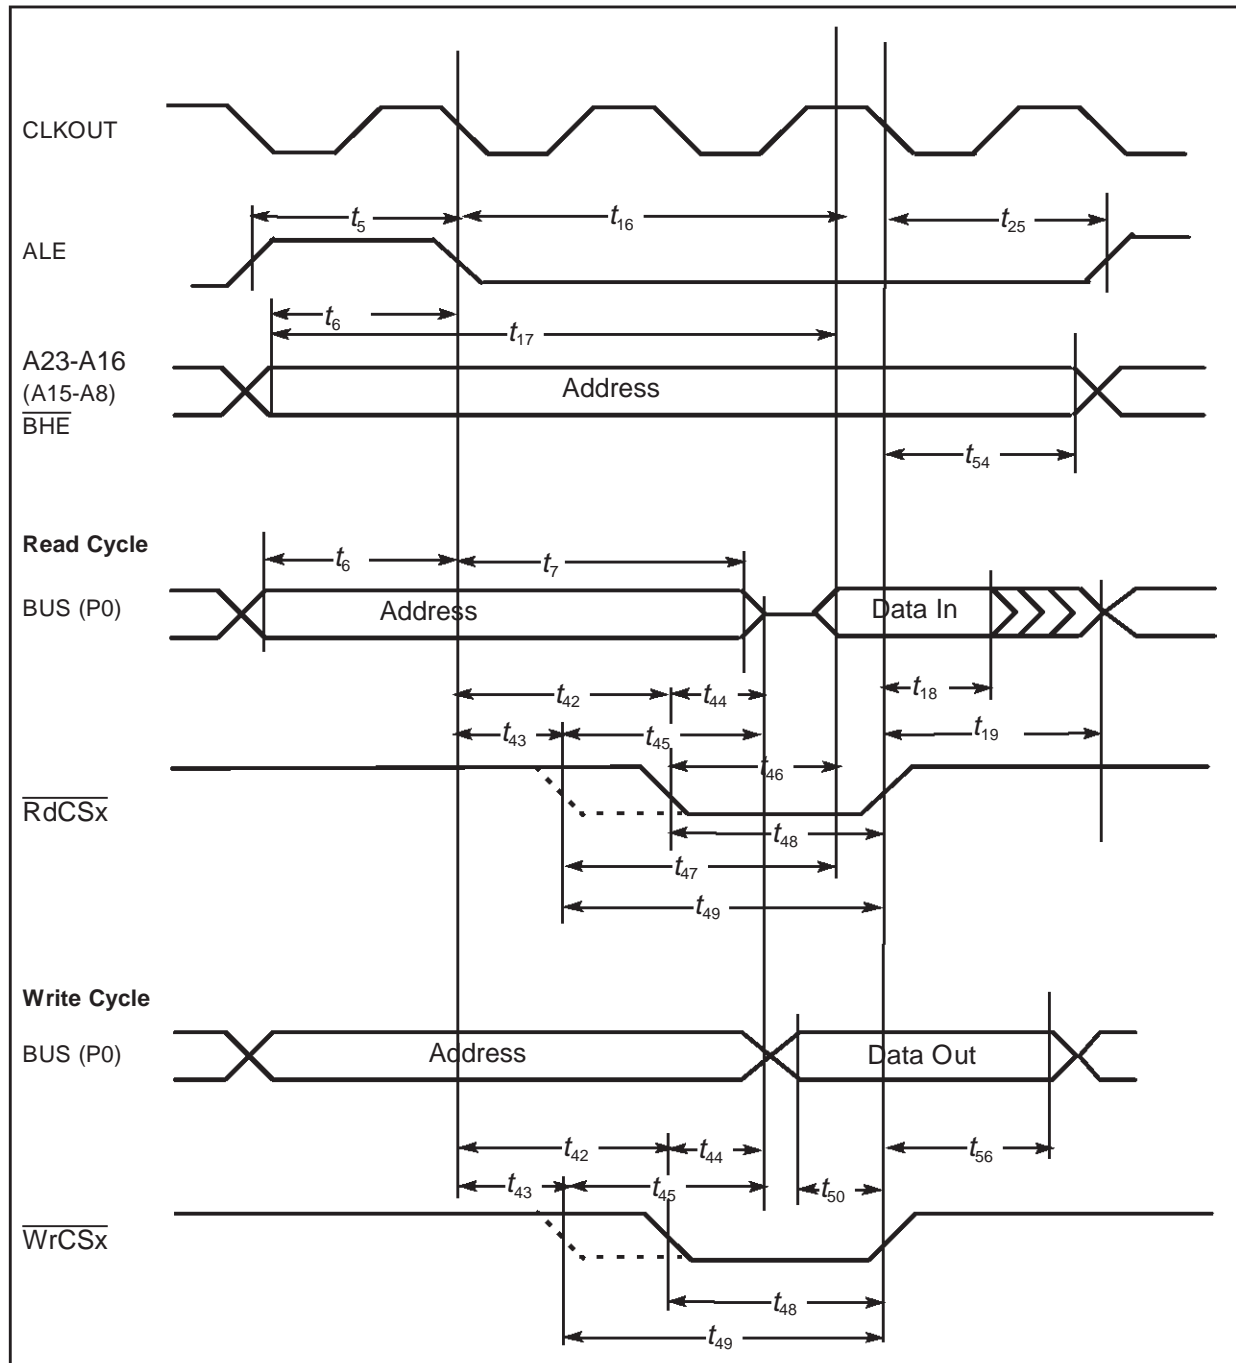 CLKOUT
t5
t16
t25
ALE
t6
t17
A23-A16
(A15-A8)
BHE
Address
t54
Read Cycle
t6
t7
BUS (P0)
Address
Data In
t42
t44
t18
t43
t45
t19
t46
RdCSx
t48
t47
t49
Write Cycle
BUS (P0)
Address
Data Out
t42
t44
t56
t43
t45
t50
WrCSx
t48
t49